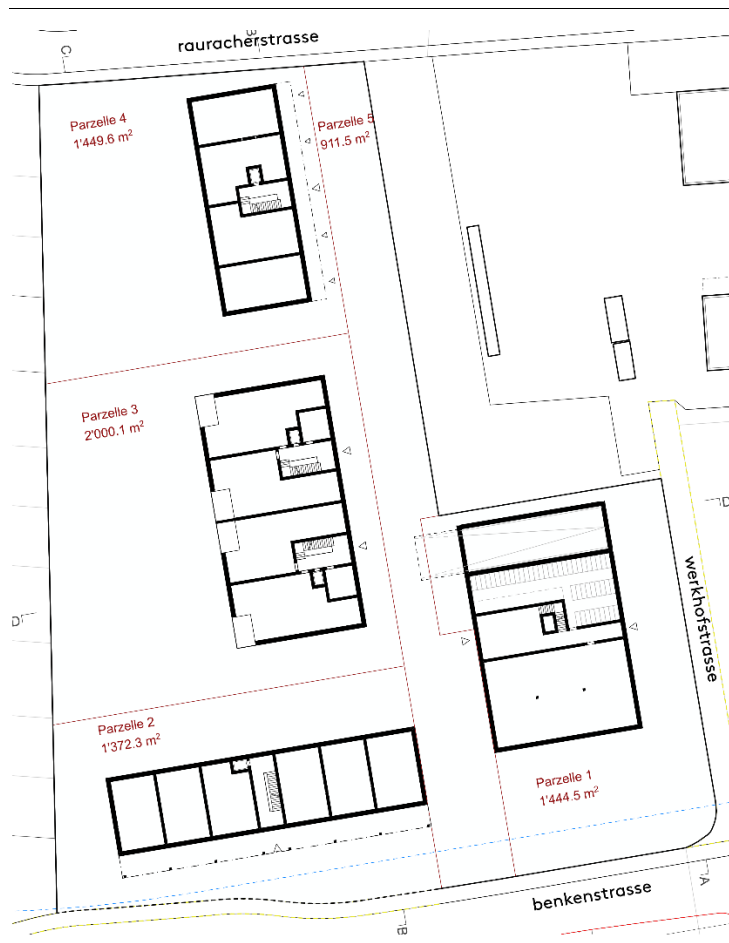 C
B
rauracherstrasse
Parzelle 4
1'449.6 m²
Parzelle 5
911.5 m²
Parzelle 3
2'000.1 m²
D
D
werkhofstrasse
Parzelle 2
1'372.3 m²
Parzelle 1
1'444.5 m²
benkenstrasse
A
B